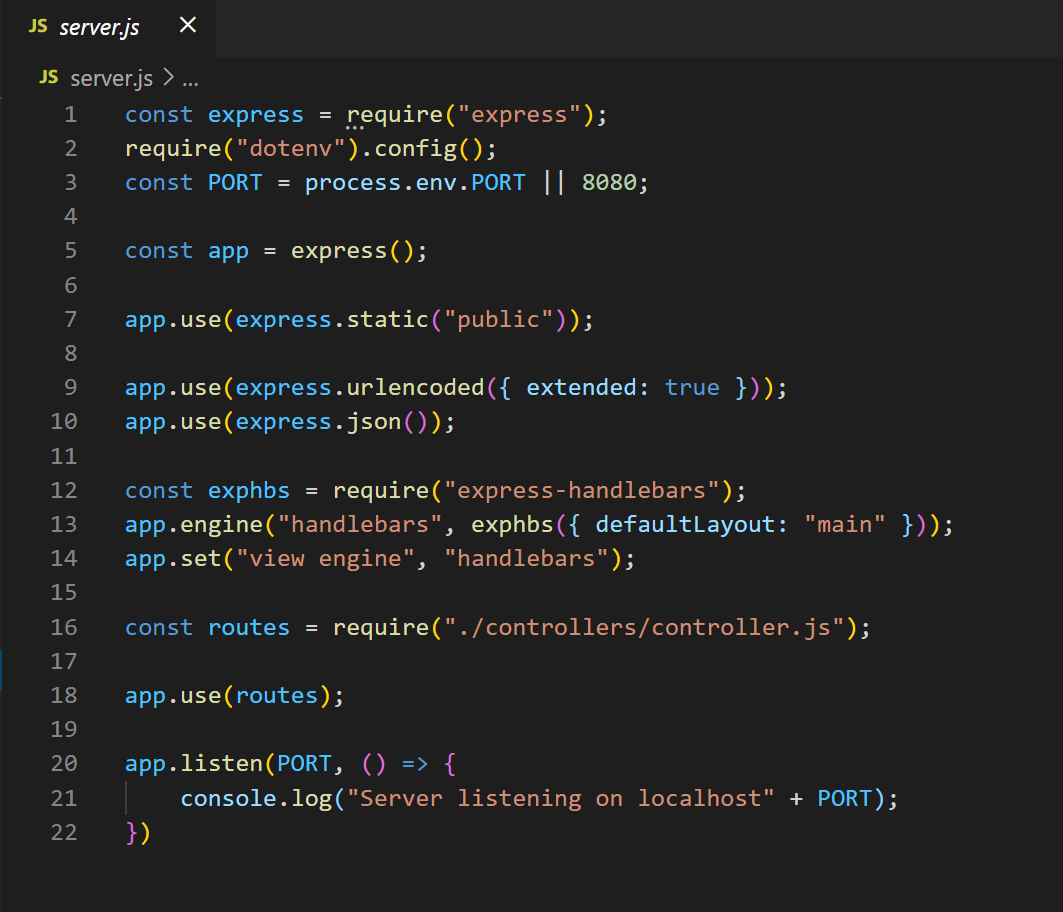 JS server.js ×
JS server.js > ...
1 const express = require("express");
2 require("dotenv").config();
3 const PORT = process.env.PORT || 8080;
4
5 const app = express();
6
7 app.use(express.static("public"));
8
9 app.use(express.urlencoded({ extended: true }));
10 app.use(express.json());
11
12 const exphbs = require("express-handlebars");
13 app.engine("handlebars", exphbs({ defaultLayout: "main" }));
14 app.set("view engine", "handlebars");
15
16 const routes = require("./controllers/controller.js");
17
18 app.use(routes);
19
20 app.listen(PORT, () => {
21     console.log("Server listening on localhost" + PORT);
22 })